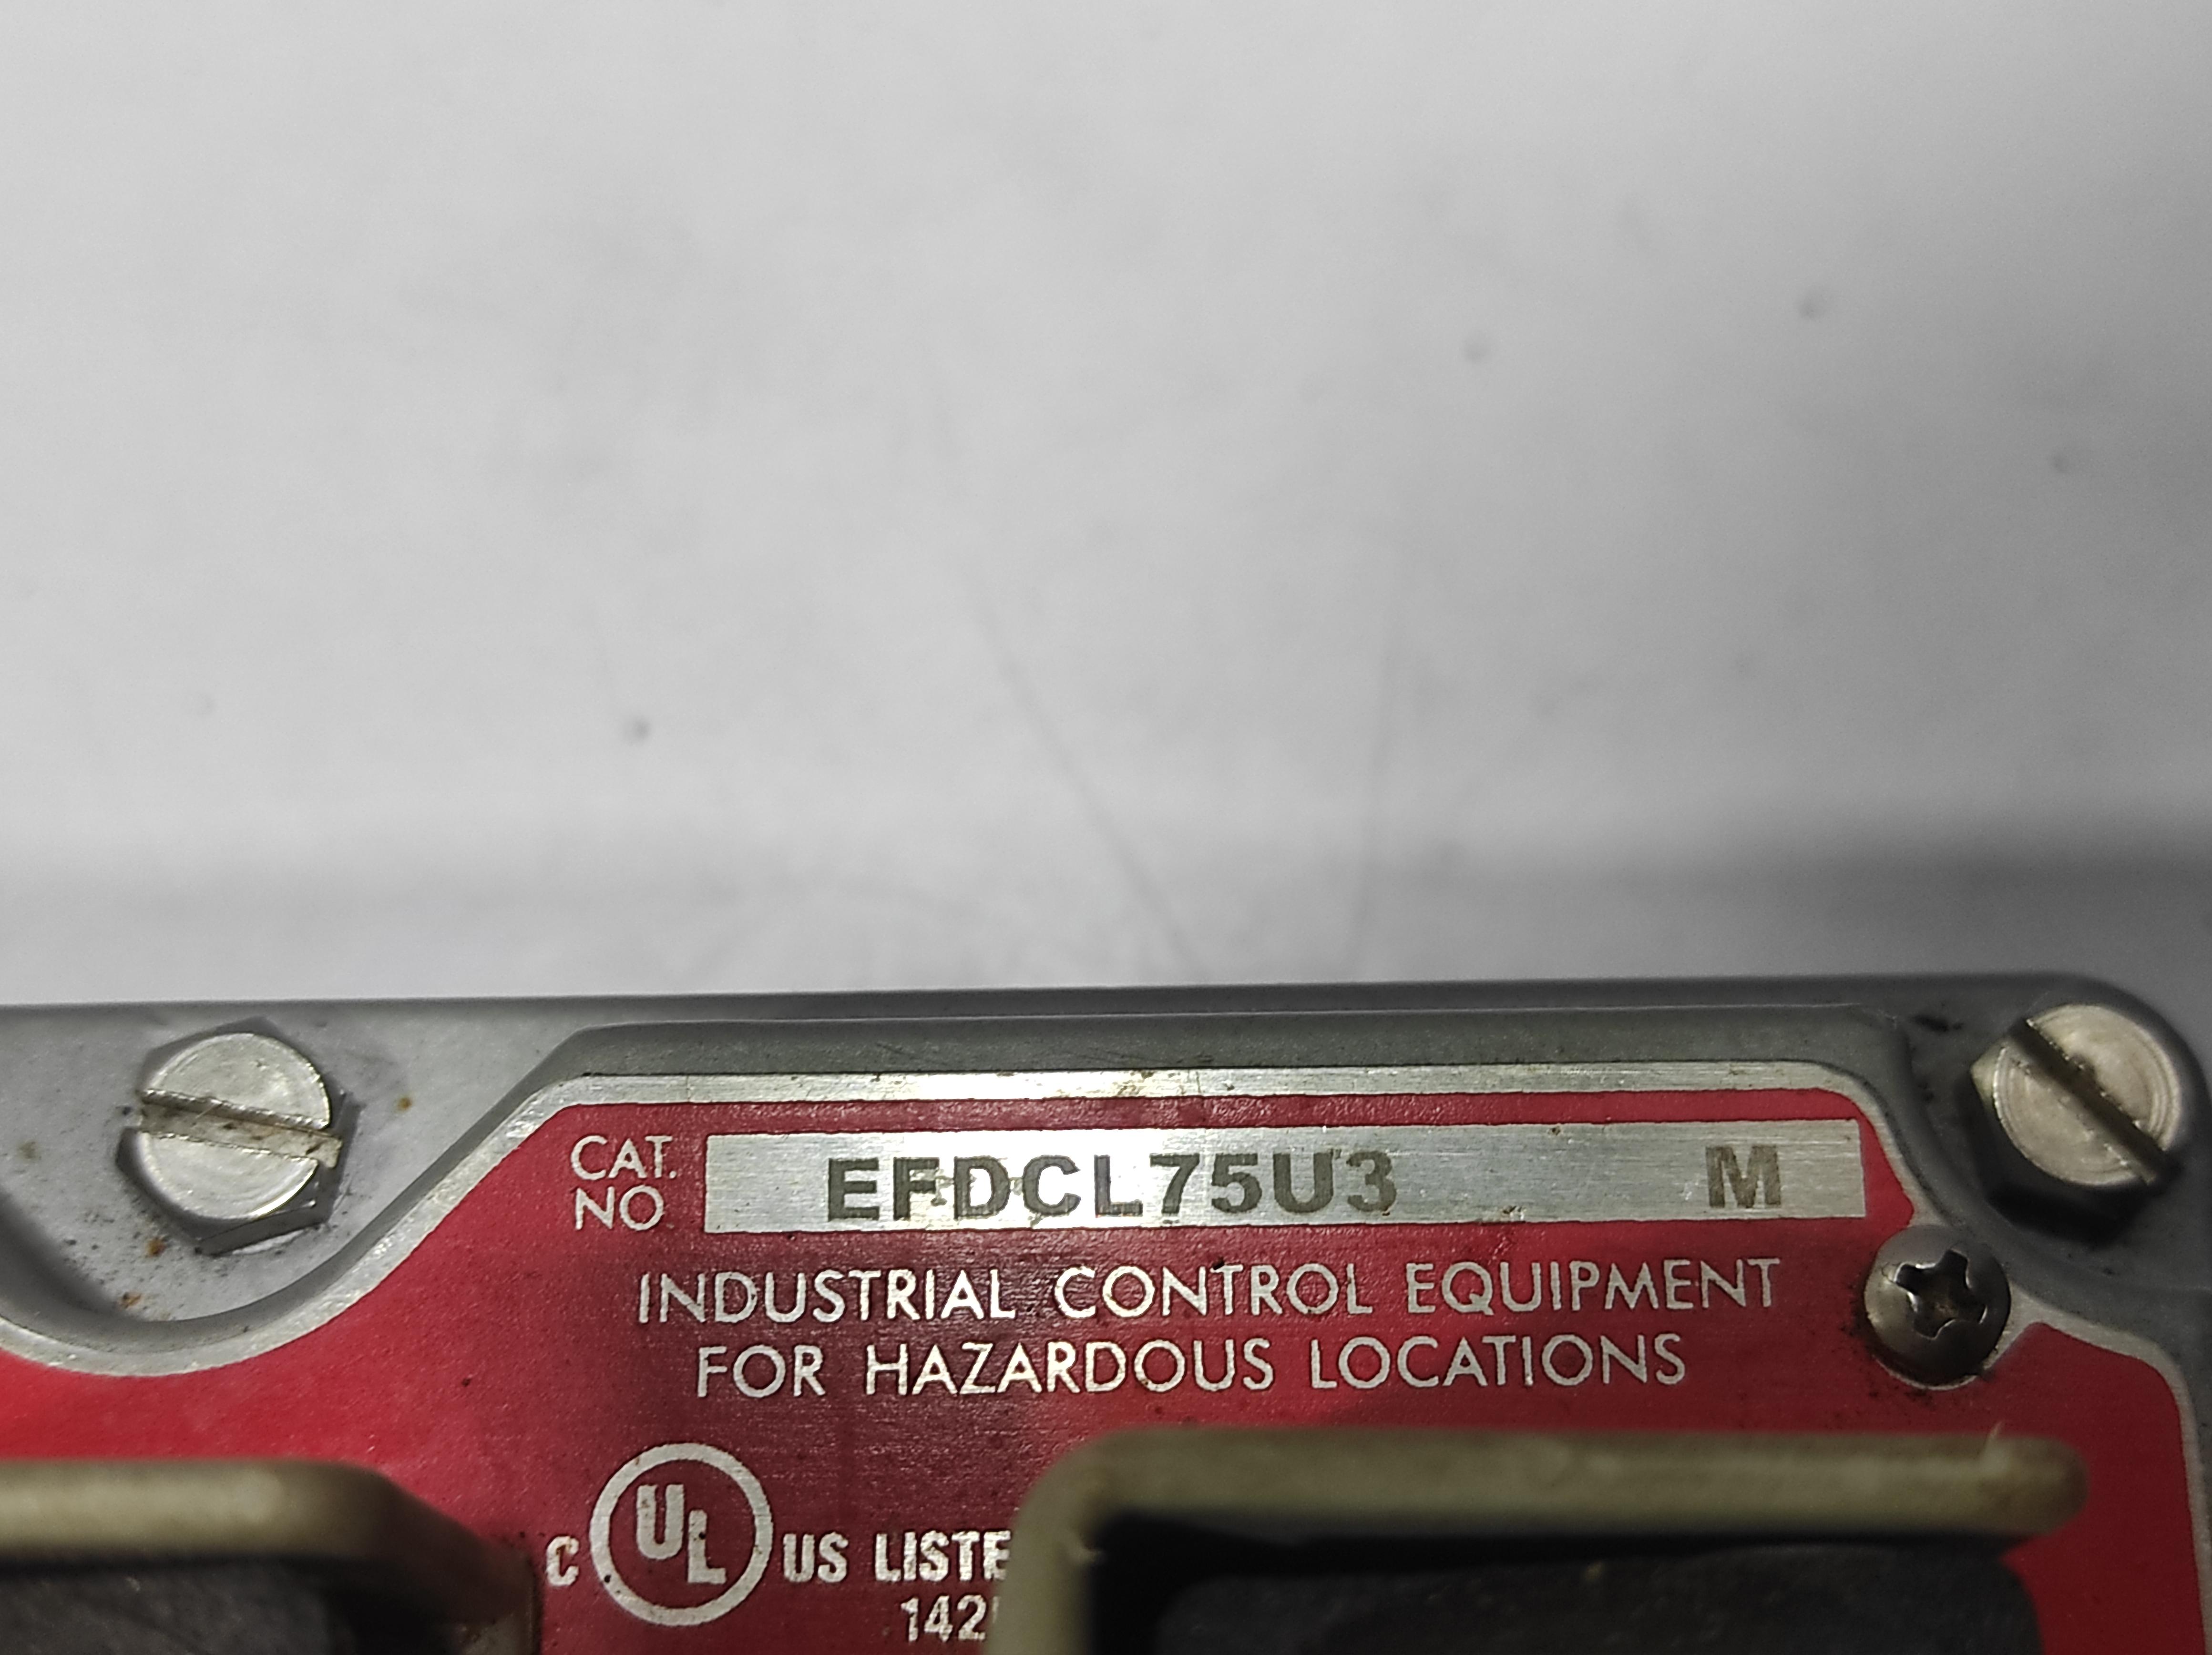 CAT. NO EFDCL75U3 M
INDUSTRIAL CONTROL EQUIPMENT
FOR HAZARDOUS LOCATIONS
C UL US